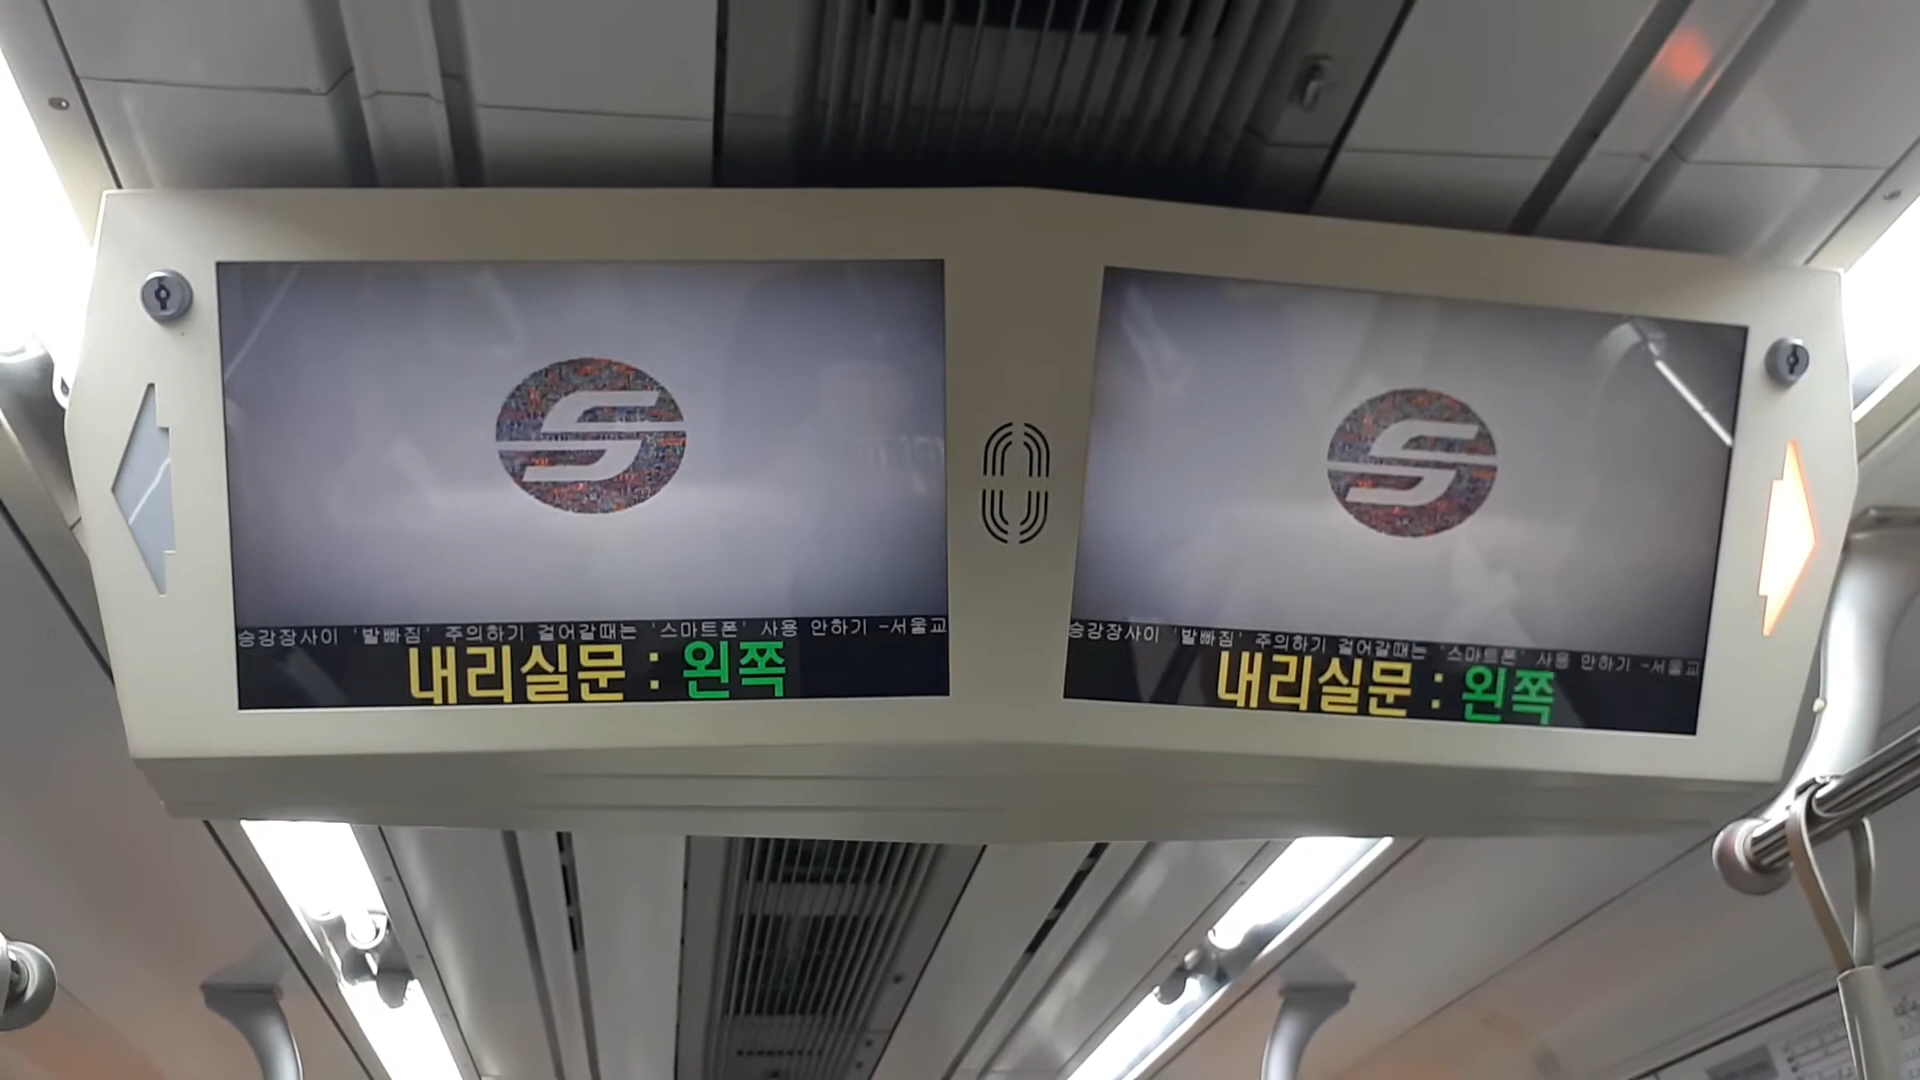 승강장사이 '발빠짐' 주의하기 걸어갈때는 '스마트폰' 사용 안하기 -서울교
내리실문 : 왼쪽
승강장사이 '발빠짐' 주의하기 걸어갈때는 '스마트폰' 사용 안하기 -서울교
내리실문 : 왼쪽